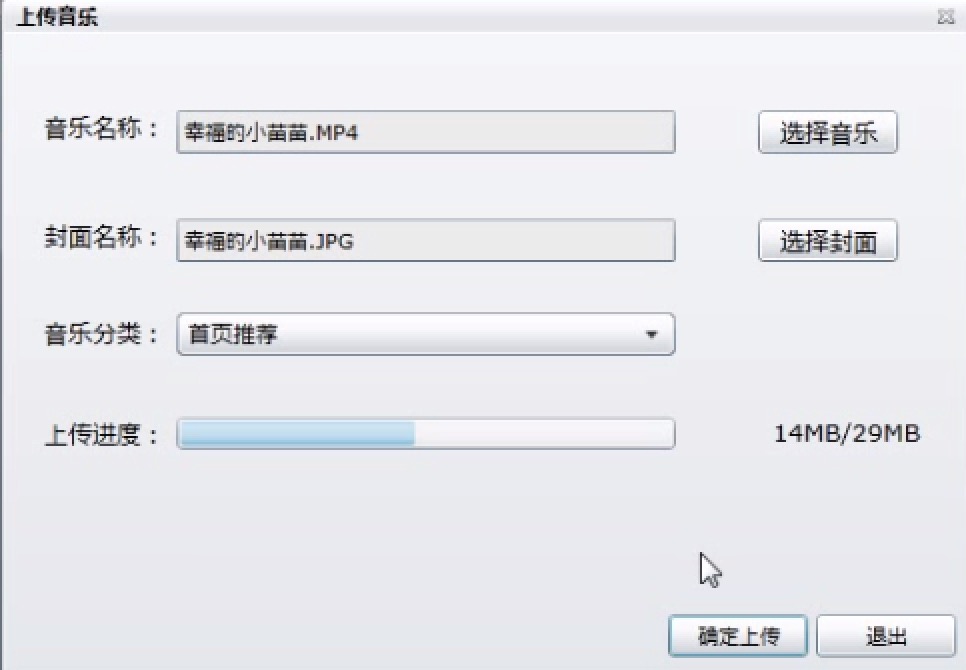 上传音乐
音乐名称： 幸福的小苗苗.MP4 选择音乐
封面名称： 幸福的小苗苗.JPG 选择封面
音乐分类： 首页推荐
上传进度： 14MB/29MB
确定上传 退出